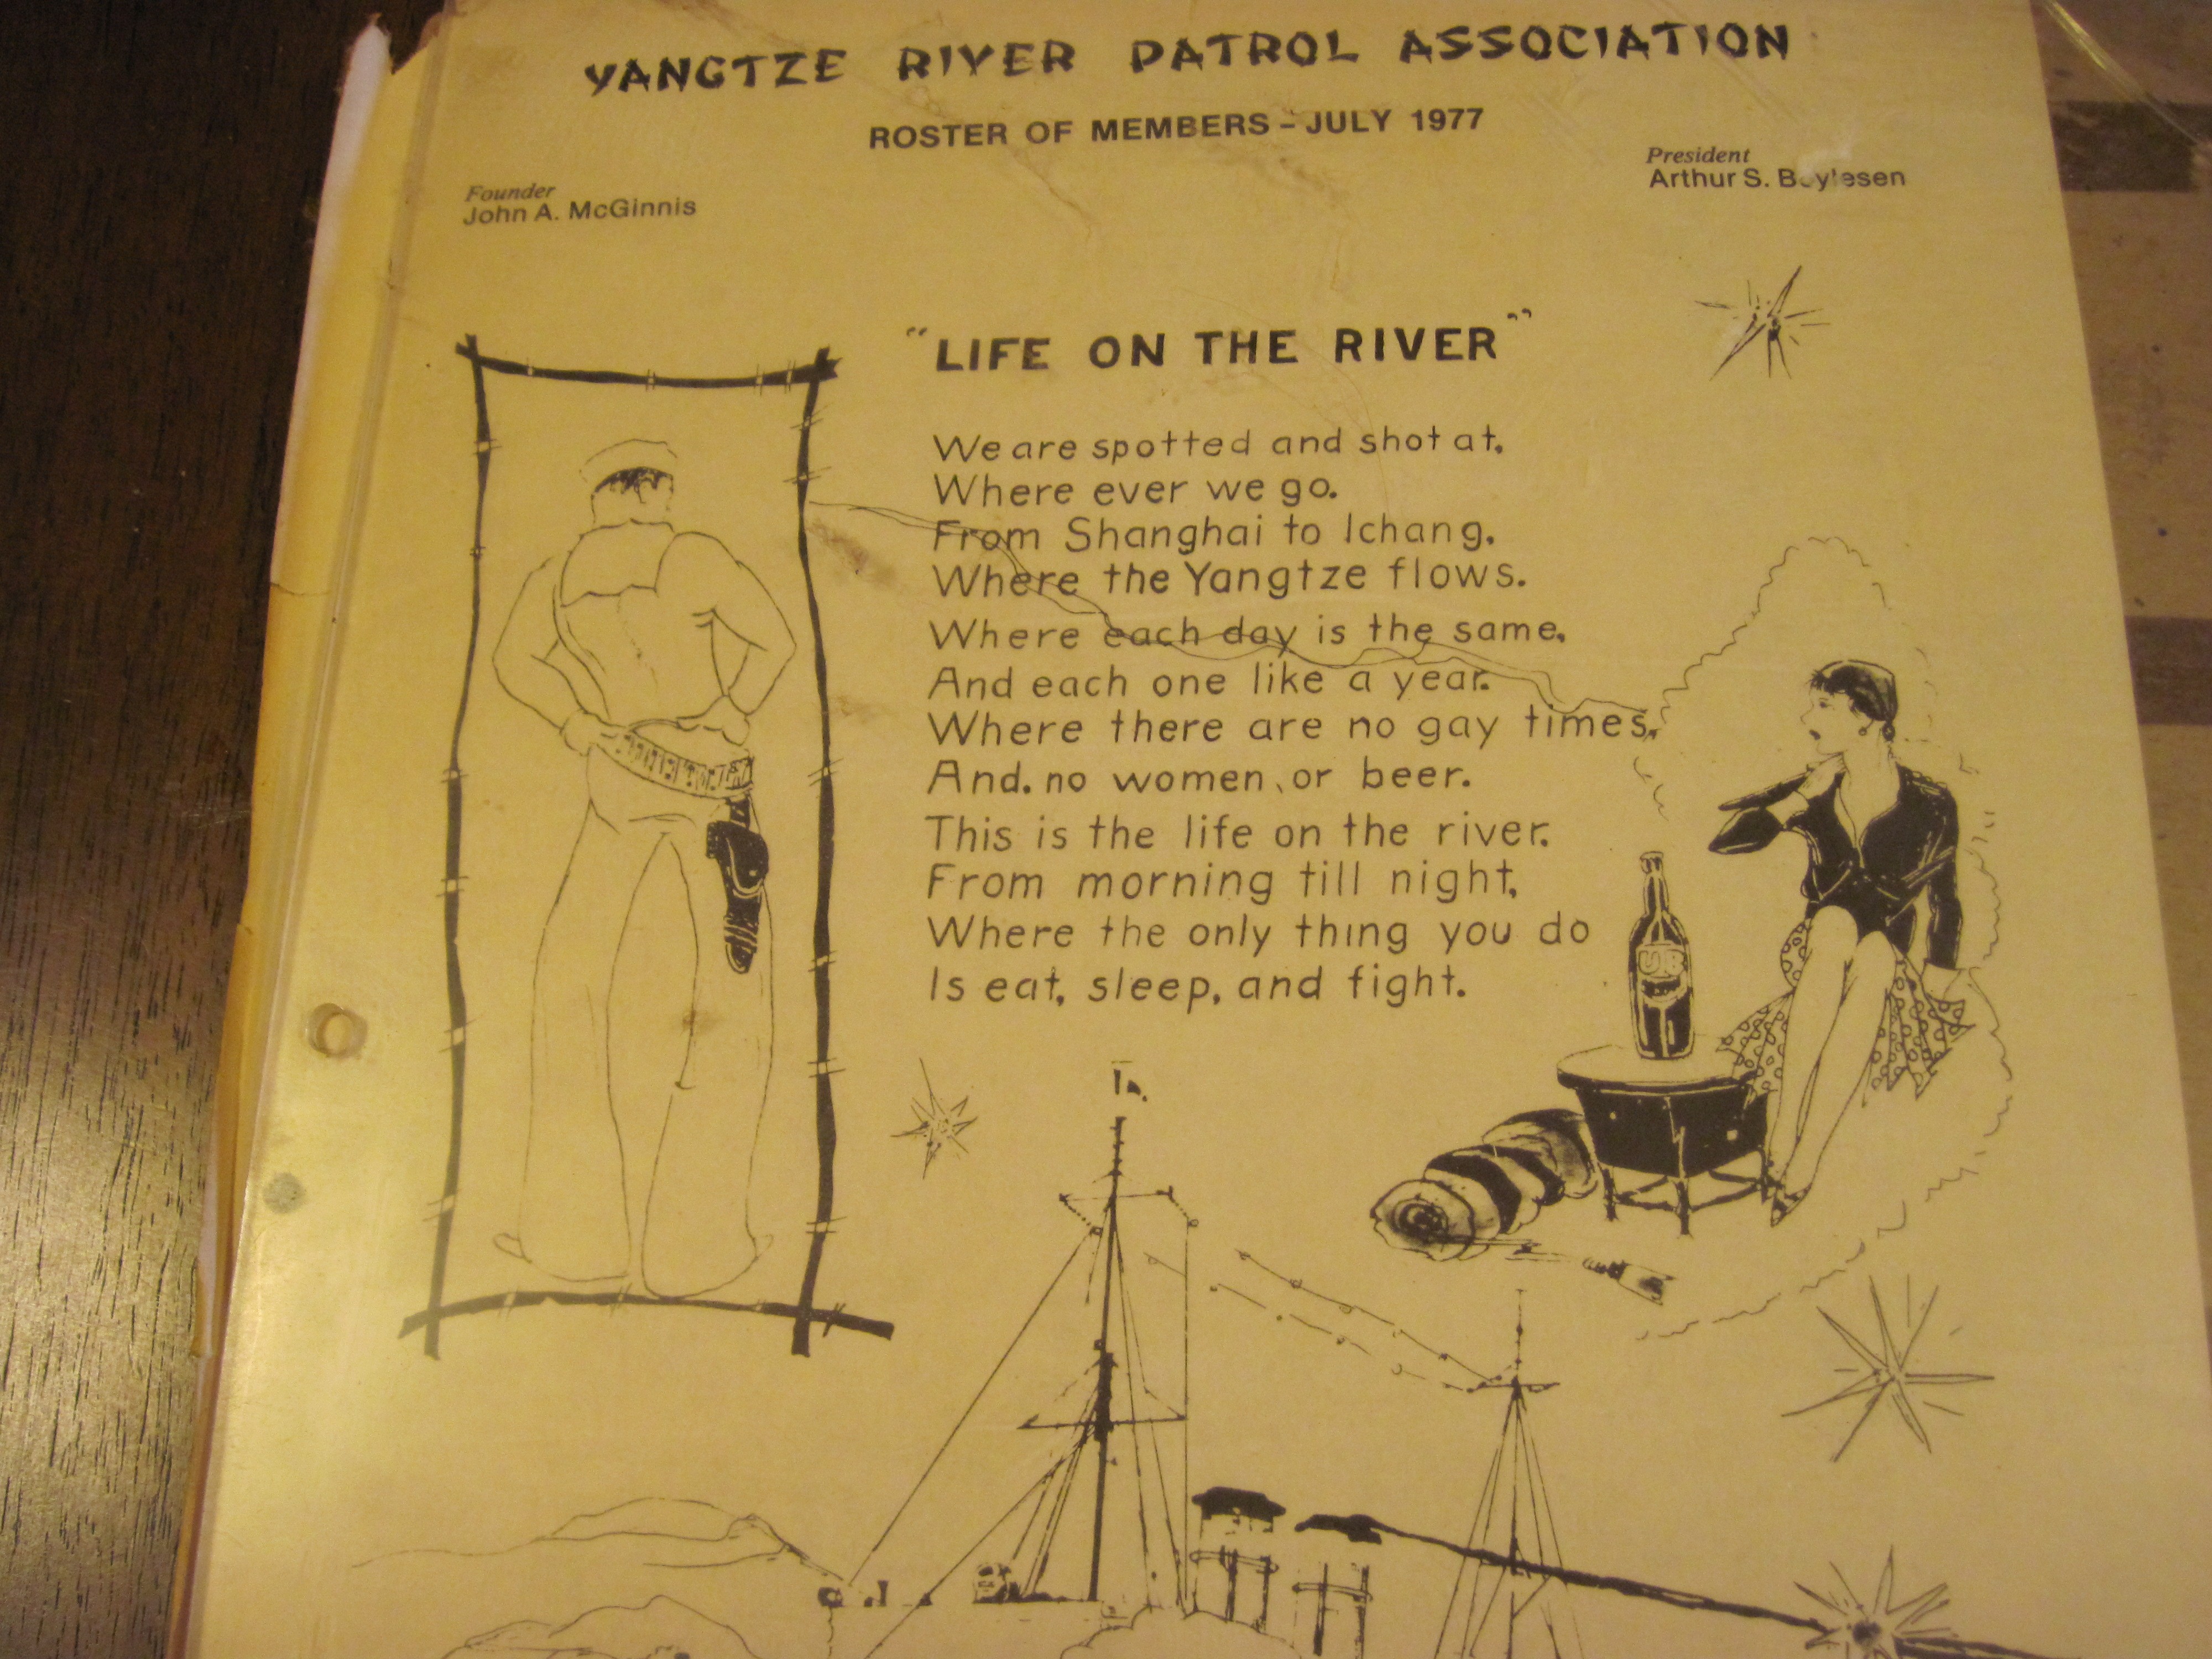 YANGTZE RIVER PATROL ASSOCIATION
ROSTER OF MEMBERS – JULY 1977
Founder
John A. McGinnis
President
Arthur S.
"LIFE ON THE RIVER"
We are spotted and shot at.
Where ever we go.
From Shanghai to Ichang.
Where the Yangtze flows.
Where each day is the same.
And each one like a year.
Where there are no gay times.
And. no women, or beer.
This is the life on the river.
From morning till night,
Where the only thing you do
Is eat, sleep, and fight.
UB